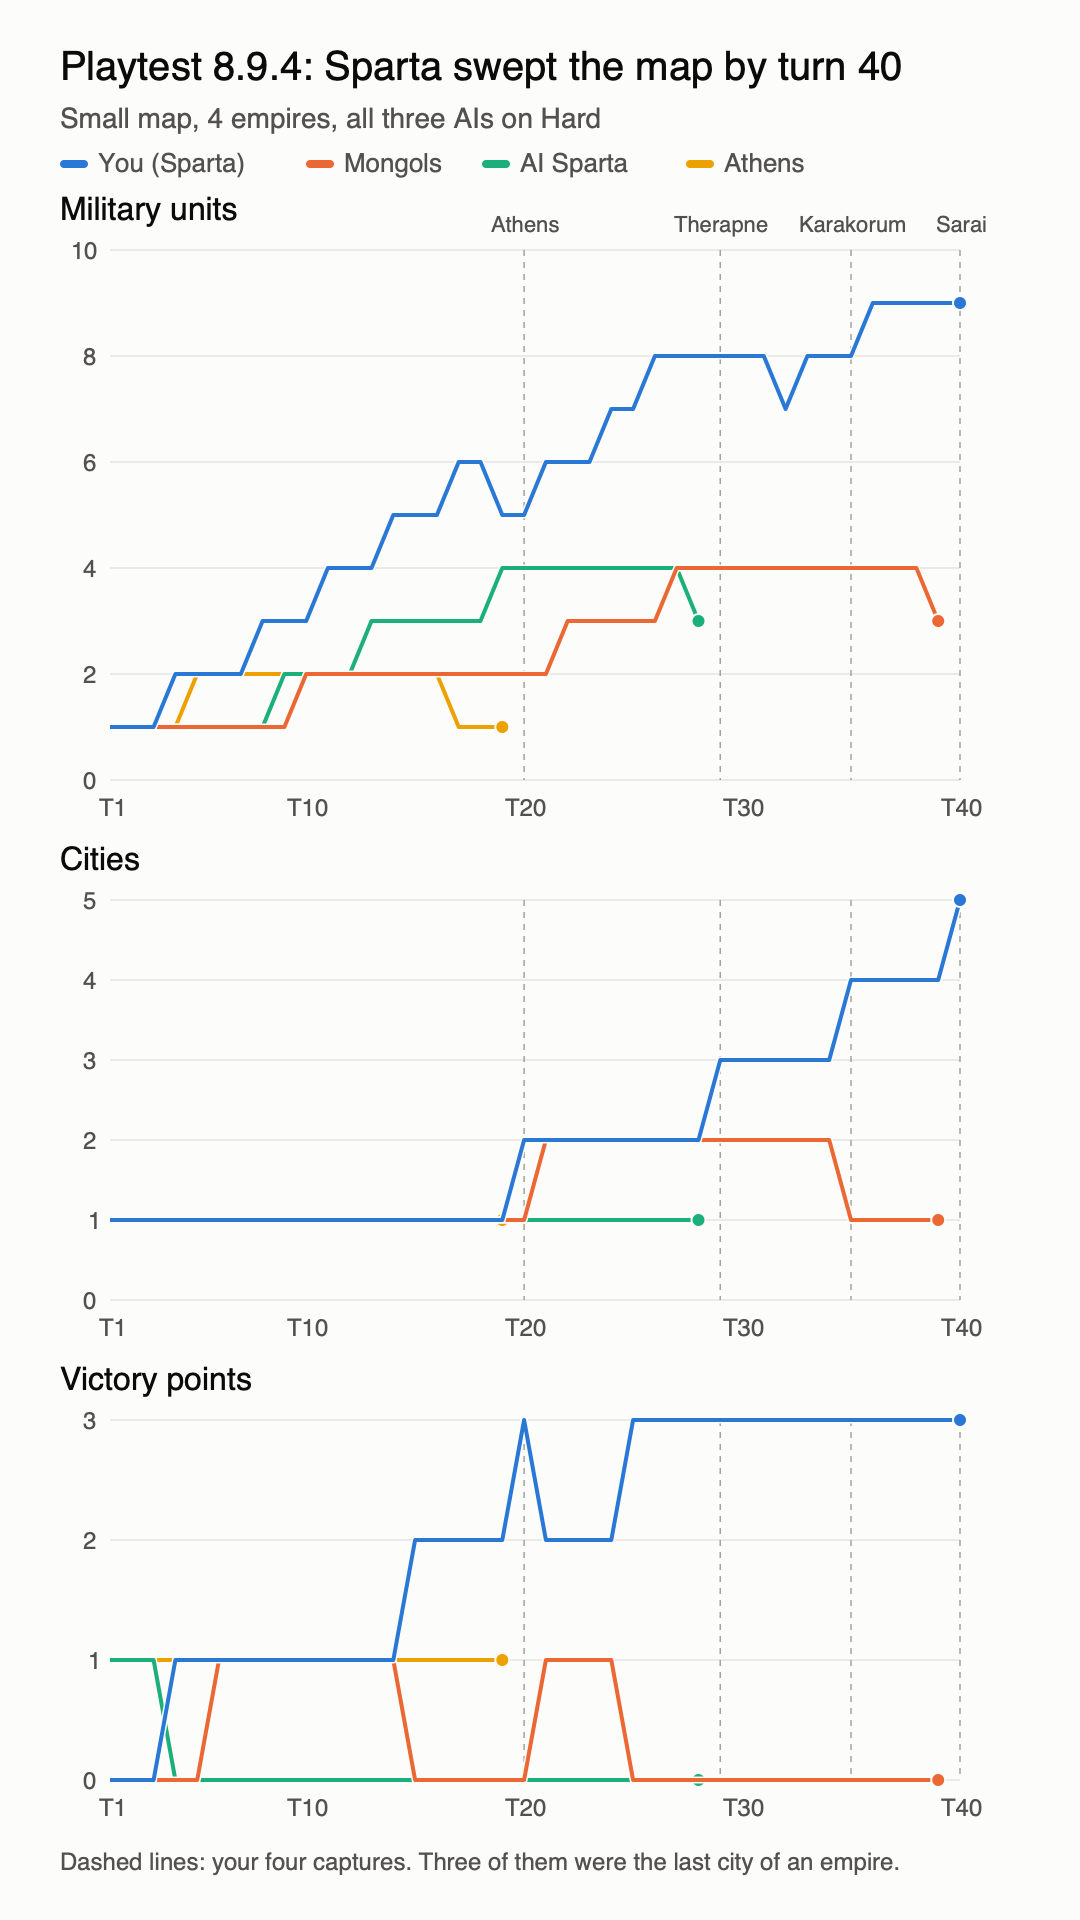 Playtest 8.9.4: Sparta swept the map by turn 40
Small map, 4 empires, all three AIs on Hard
You (Sparta) Mongols AI Sparta Athens
Military units
Athens Therapne Karakorum Sarai
10
8
6
4
2
0
T1 T10 T20 T30 T40
Cities
5
4
3
2
1
0
T1 T10 T20 T30 T40
Victory points
3
2
1
0
T1 T10 T20 T30 T40
Dashed lines: your four captures. Three of them were the last city of an empire.